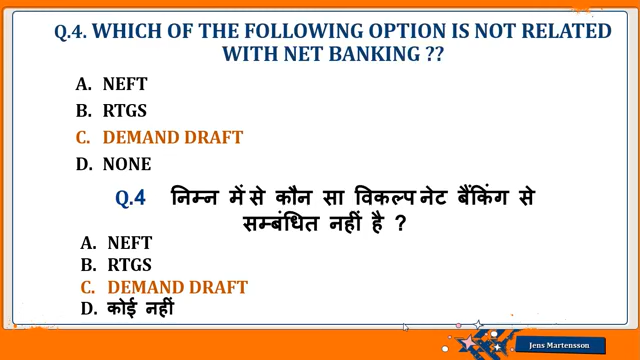 Q.4. WHICH OF THE FOLLOWING OPTION IS NOT RELATED
WITH NET BANKING ??
A. NEFT
B. RTGS
C. DEMAND DRAFT
D. NONE
Q.4 निम्न में से कौन सा विकल्प नेट बैंकिंग से
सम्बंधित नहीं है ?
A. NEFT
B. RTGS
C. DEMAND DRAFT
D. कोई नहीं
Jens Martensson